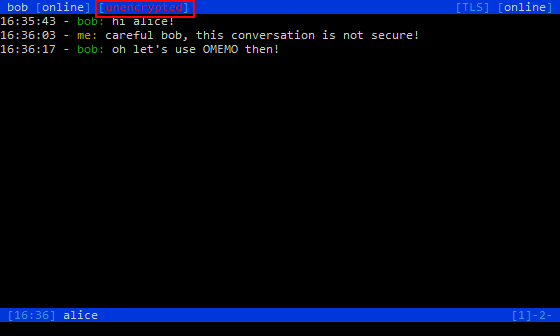 bob [online] [unencrypted] [TLS] [online]
16:35:43 - bob: hi alice!
16:36:03 - me: careful bob, this conversation is not secure!
16:36:17 - bob: oh let's use OMEMO then!
[16:36] alice [1]-2-